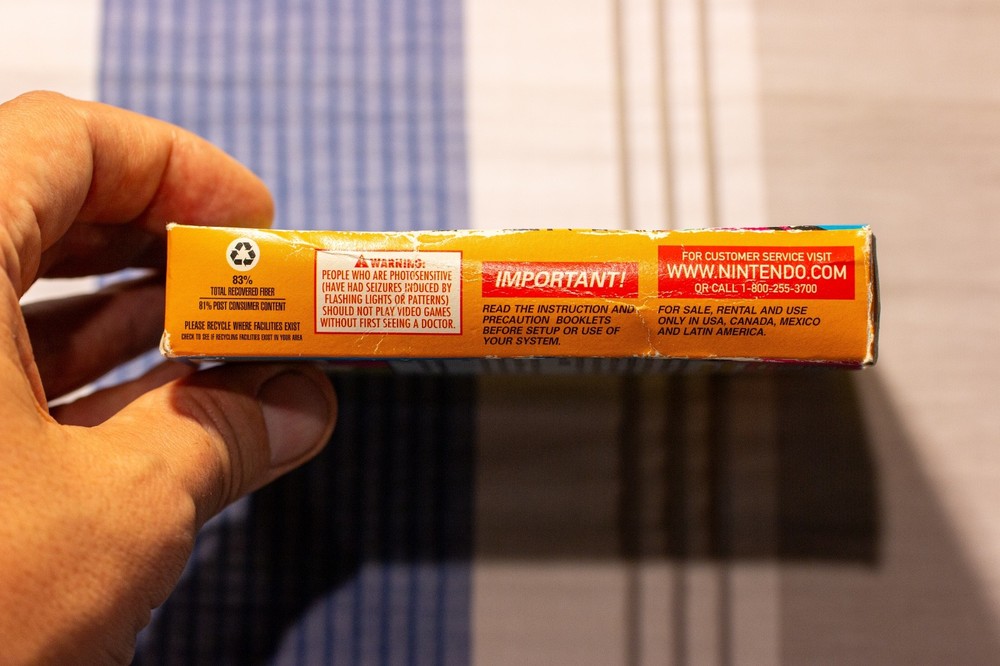 83%
TOTAL RECOVERED FIBER
81% POST CONSUMER CONTENT
PLEASE RECYCLE WHERE FACILITIES EXIST
CHECK TO SEE IF RECYCLING FACILITIES EXIST IN YOUR AREA
WARNING:
PEOPLE WHO ARE PHOTOSENSITIVE
(HAVE HAD SEIZURES INDUCED BY
FLASHING LIGHTS OR PATTERNS)
SHOULD NOT PLAY VIDEO GAMES
WITHOUT FIRST SEEING A DOCTOR.
IMPORTANT!
READ THE INSTRUCTION AND
PRECAUTION BOOKLETS
BEFORE SETUP OR USE OF
YOUR SYSTEM.
FOR CUSTOMER SERVICE VISIT
WWW.NINTENDO.COM
OR CALL 1-800-255-3700
FOR SALE, RENTAL AND USE
ONLY IN USA, CANADA, MEXICO
AND LATIN AMERICA.